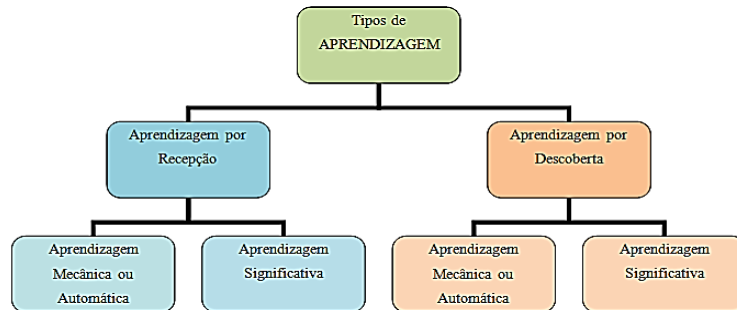 Tipos de
APRENDIZAGEM
Aprendizagem por
Recepção
Aprendizagem por
Descoberta
Aprendizagem
Mecânica ou
Automática
Aprendizagem
Significativa
Aprendizagem
Mecânica ou
Automática
Aprendizagem
Significativa